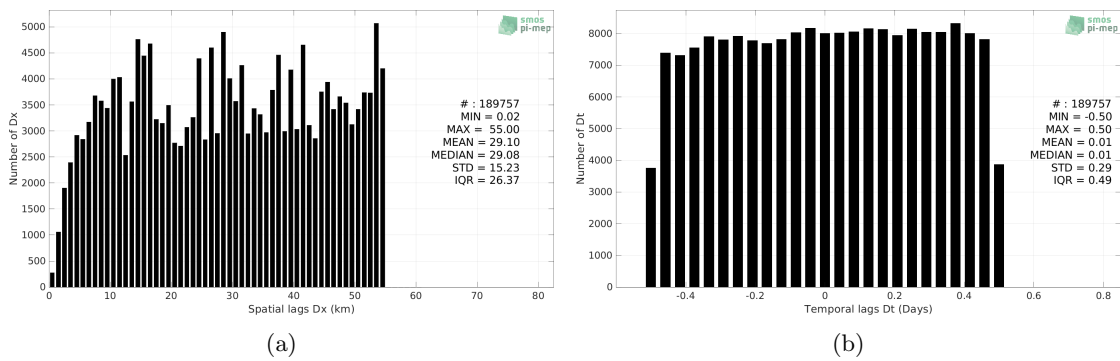 5000
4500
4000
3500
3000
2500
2000
1500
1000
500
0
Number of Dx
smos
pi-mep
# : 189757
MIN = 0.02
MAX = 55.00
MEAN = 29.10
MEDIAN = 29.08
STD = 15.23
IQR = 26.37
0 10 20 30 40 50 60 70 80
Spatial lags Dx (km)
(a)
8000
7000
6000
5000
4000
3000
2000
1000
0
Number of Dt
smos
pi-mep
# : 189757
MIN = -0.50
MAX = 0.50
MEAN = 0.01
MEDIAN = 0.01
STD = 0.29
IQR = 0.49
-0.4 -0.2 0 0.2 0.4 0.6 0.8
Temporal lags Dt (Days)
(b)